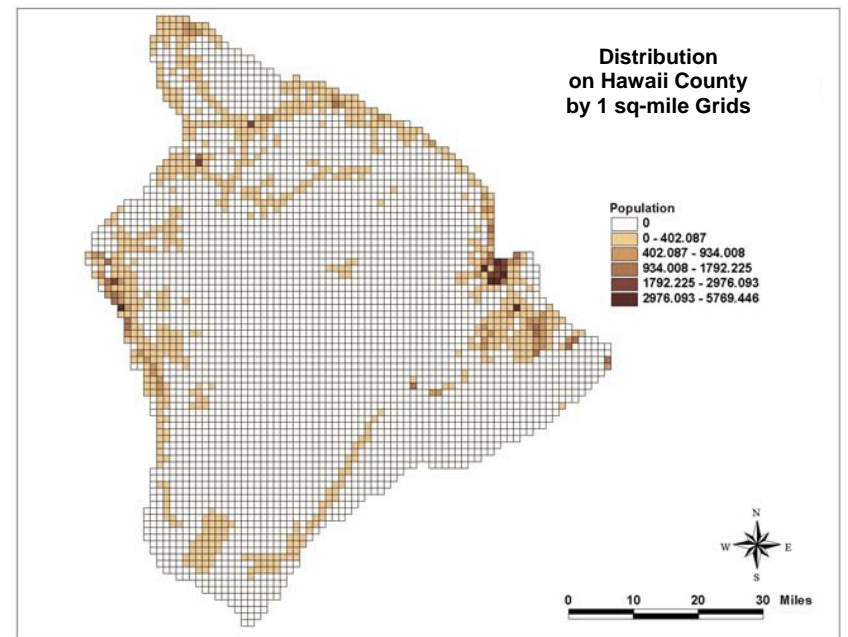 Distribution
on Hawaii County
by 1 sq-mile Grids
Population
0
0 - 402.087
402.087 - 934.008
934.008 - 1792.225
1792.225 - 2976.093
2976.093 - 5769.446
N
W E
S
0 10 20 30 Miles